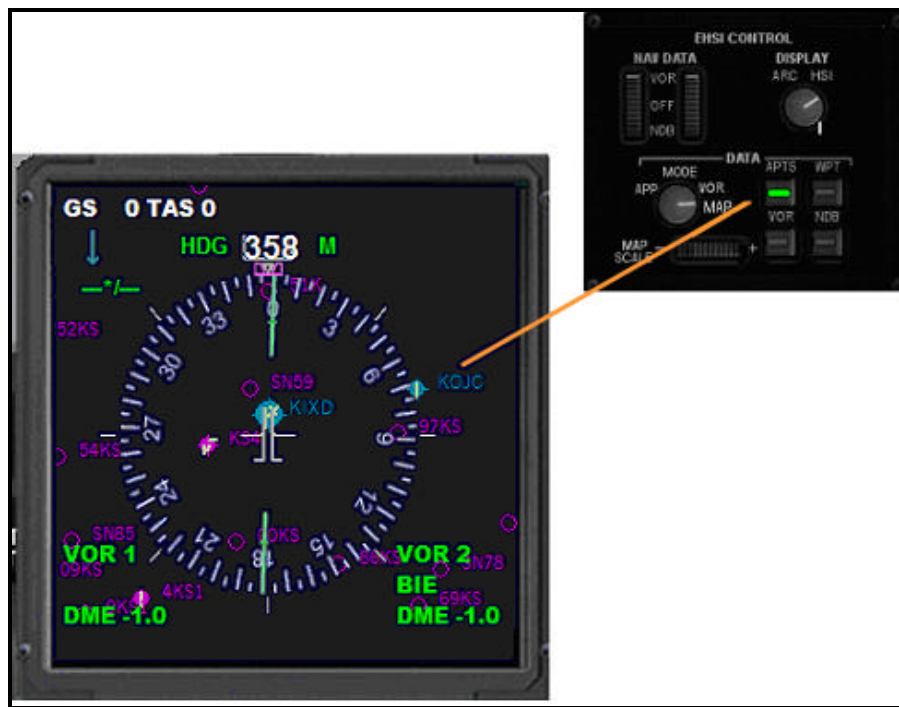 EHSI CONTROL
NAV DATA
DISPLAY
VOR
ARC HSI
OFF
NDB
DATA
MODE
APTS WPT
APP
VOR
MAP
VOR NDB
MAP
SCALE
- +
GS 0 TAS 0
HDG 358 M
---*/---
52KS
33
0
3
30
6
SN59
KOJC
KIXD
27
9
97KS
54KS
24
12
SN85
21
18
15
VOR 1
VOR 2
SN78
09KS
BIE
4KS1
69KS
DME -1.0
DME -1.0